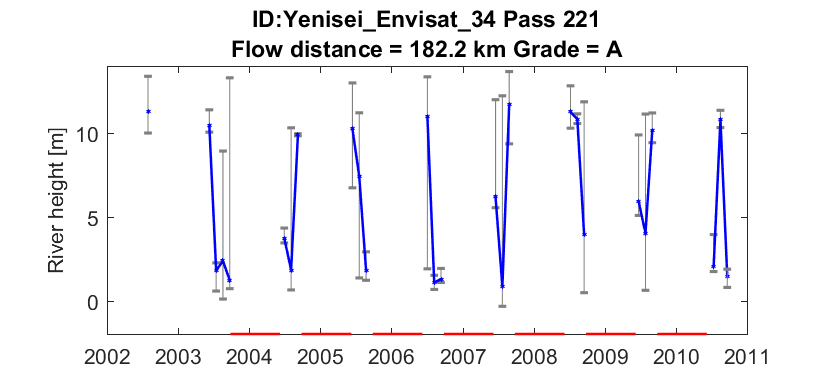 ID:Yenisei_Envisat_34 Pass 221
Flow distance = 182.2 km Grade = A
River height [m]
10
5
0
2002 2003 2004 2005 2006 2007 2008 2009 2010 2011